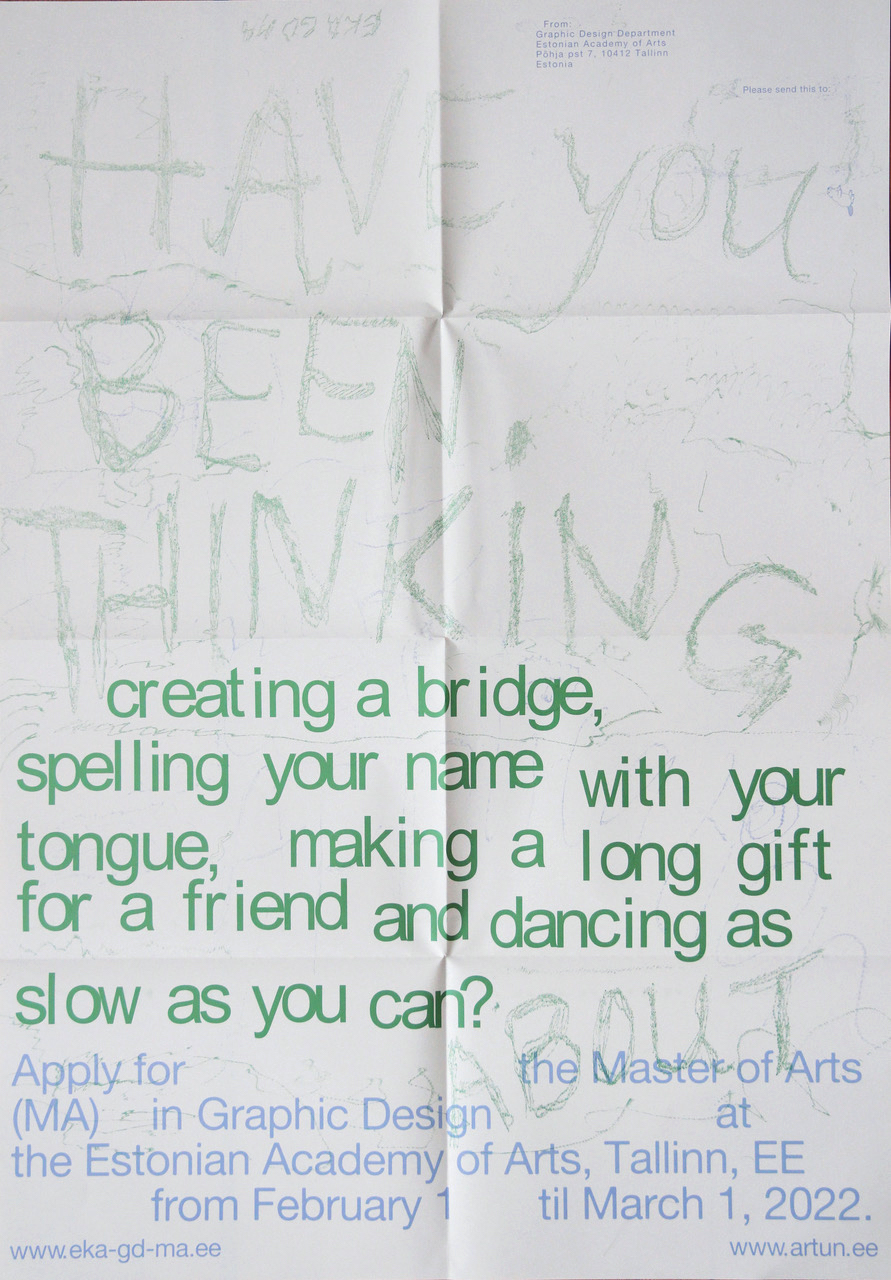 EKA GD MA
From:
Graphic Design Department
Estonian Academy of Arts
Põhja pst 7, 10412 Tallinn
Estonia
Please send this to:
HAVE you
BEEN
THINKING
creating a bridge,
spelling your name with your
tongue, making a long gift
for a friend and dancing as
slow as you can?
ABOUT
Apply for the Master of Arts
(MA) in Graphic Design at
the Estonian Academy of Arts, Tallinn, EE
from February 1 til March 1, 2022.
www.eka-gd-ma.ee www.artun.ee